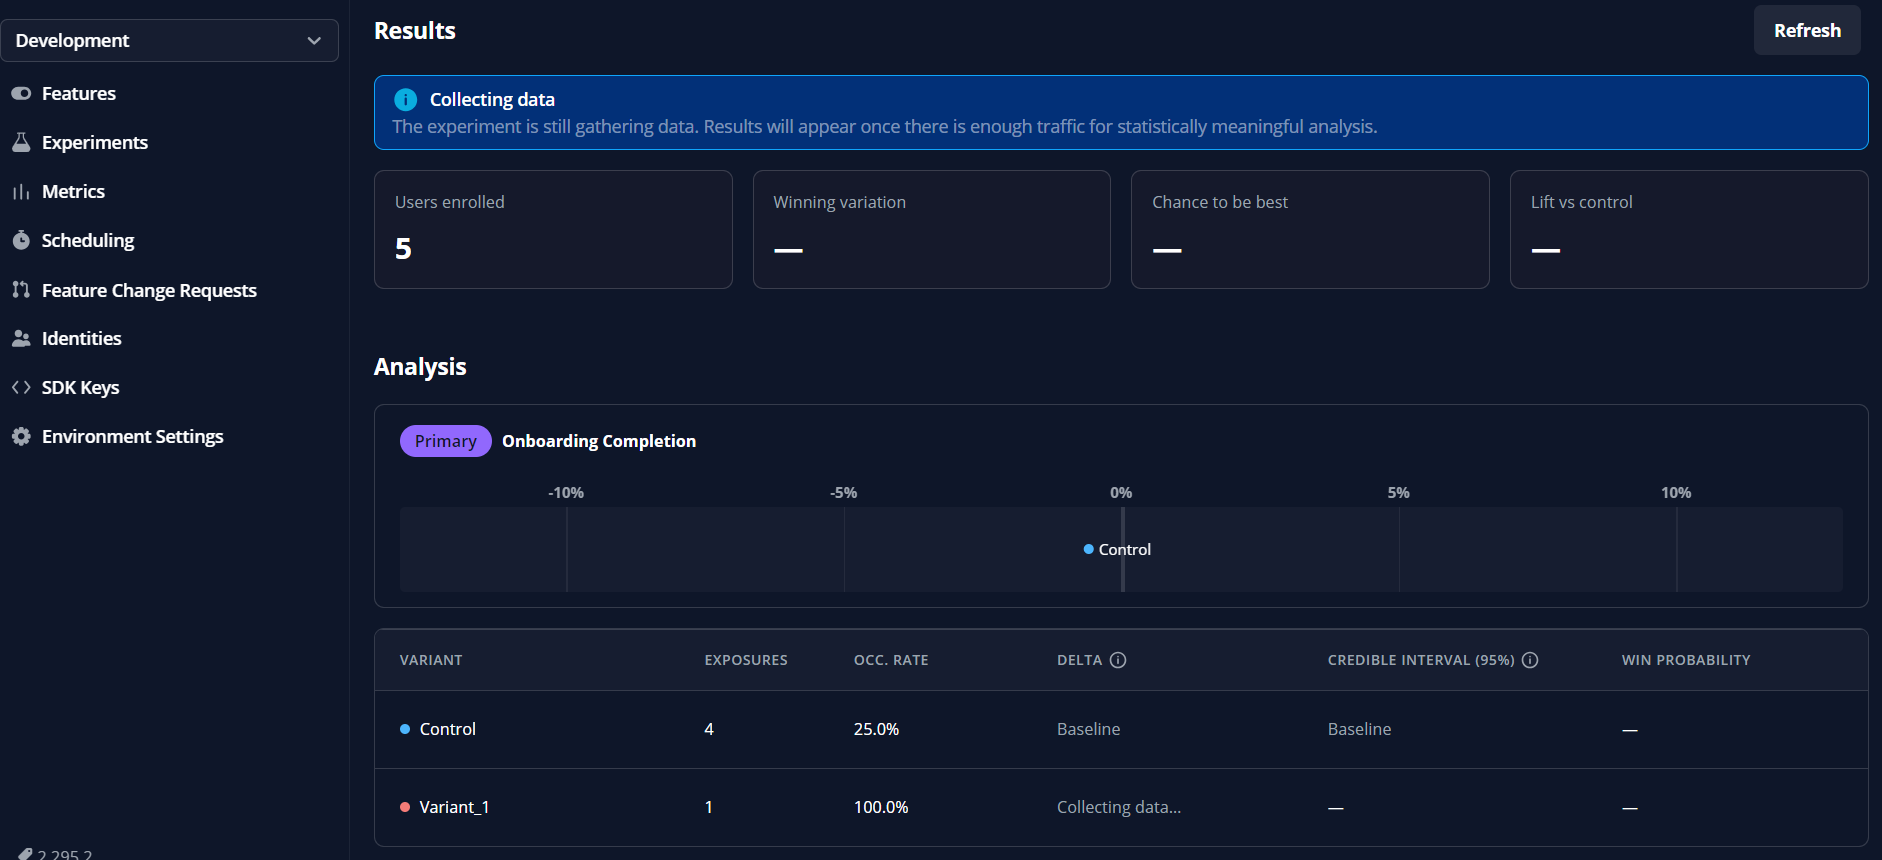 Development
Features
Experiments
Metrics
Scheduling
Feature Change Requests
Identities
SDK Keys
Environment Settings
2.295.2
Results
Refresh
Collecting data
The experiment is still gathering data. Results will appear once there is enough traffic for statistically meaningful analysis.
Users enrolled
5
Winning variation
—
Chance to be best
—
Lift vs control
—
Analysis
Primary Onboarding Completion
-10% -5% 0% 5% 10%
Control
VARIANT EXPOSURES OCC. RATE DELTA CREDIBLE INTERVAL (95%) WIN PROBABILITY
Control 4 25.0% Baseline Baseline —
Variant_1 1 100.0% Collecting data... — —